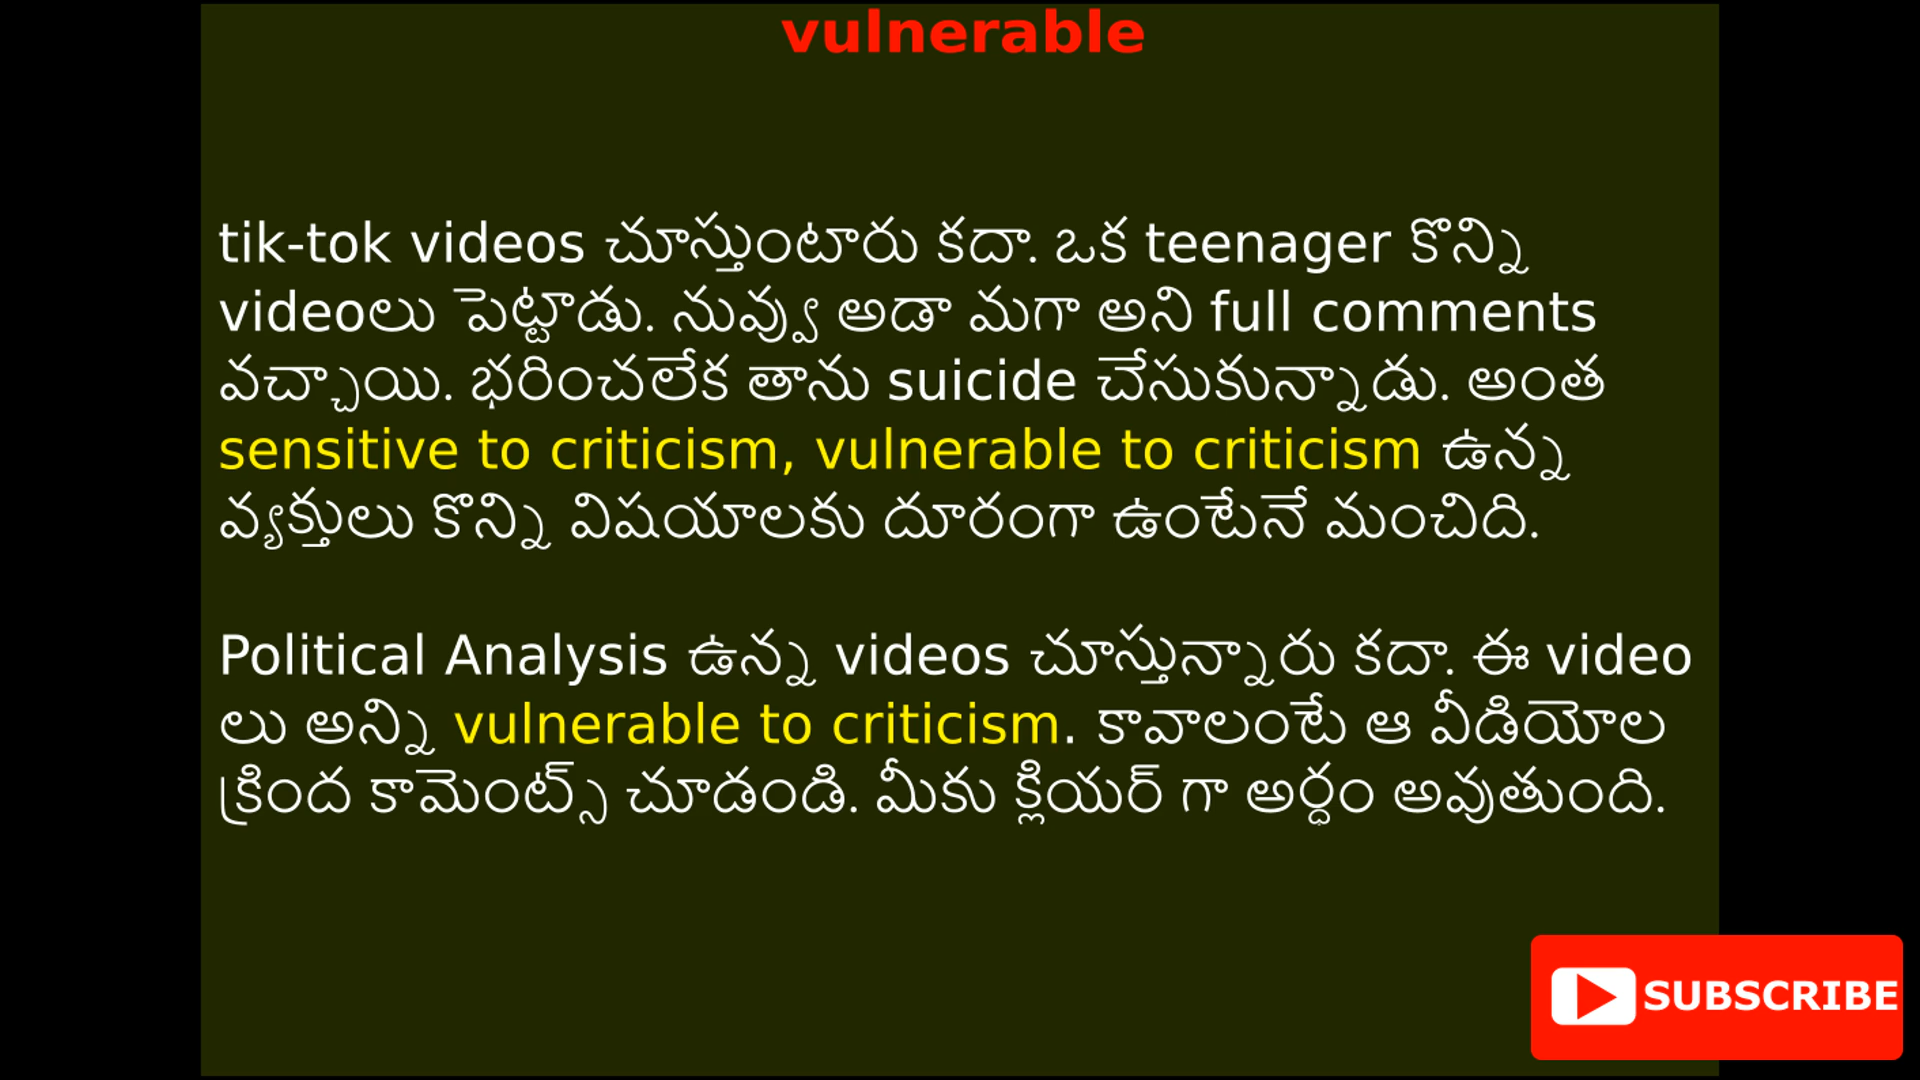 vulnerable
tik-tok videos చూస్తుంటారు కదా. ఒక teenager కొన్ని
videoలు పెట్టాడు. నువ్వు అడా మగా అని full comments
వచ్చాయి. భరించలేక తాను suicide చేసుకున్నాడు. అంత
sensitive to criticism, vulnerable to criticism ఉన్న
వ్యక్తులు కొన్ని విషయాలకు దూరంగా ఉంటేనే మంచిది.
Political Analysis ఉన్న videos చూస్తున్నారు కదా. ఈ video
లు అన్ని vulnerable to criticism. కావాలంటే ఆ వీడియోల
క్రింద కామెంట్స్ చూడండి. మీకు క్లియర్ గా అర్ధం అవుతుంది.
SUBSCRIBE